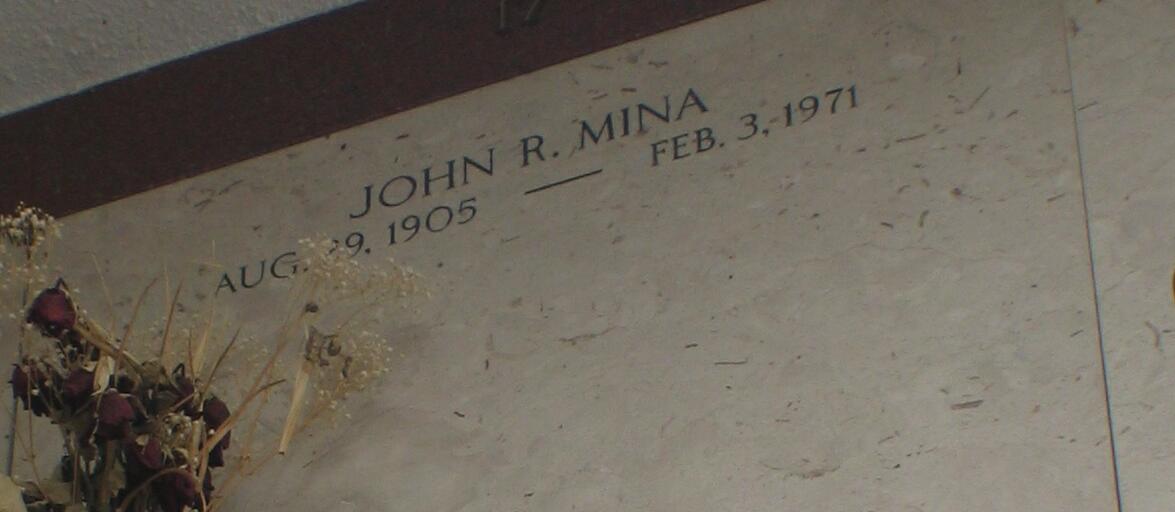 JOHN R. MINA
AUG. 1905 — FEB. 3, 1971